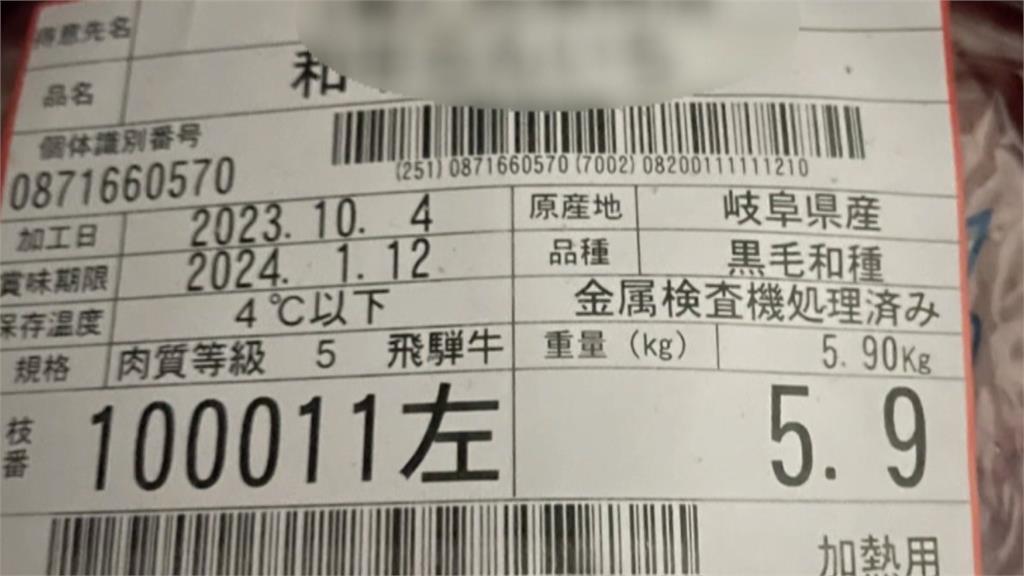 得意先名
品名 和
個体識別番号
0871660570
(251)0871660570(7002)08200111111210
加工日 2023.10. 4
原産地 岐阜県産
賞味期限 2024. 1.12
品種 黒毛和種
保存温度 4℃以下
金属検査機処理済み
規格 肉質等級 5 飛騨牛
重量 (kg) 5.90Kg
枝番 100011左
5.9
加熱用